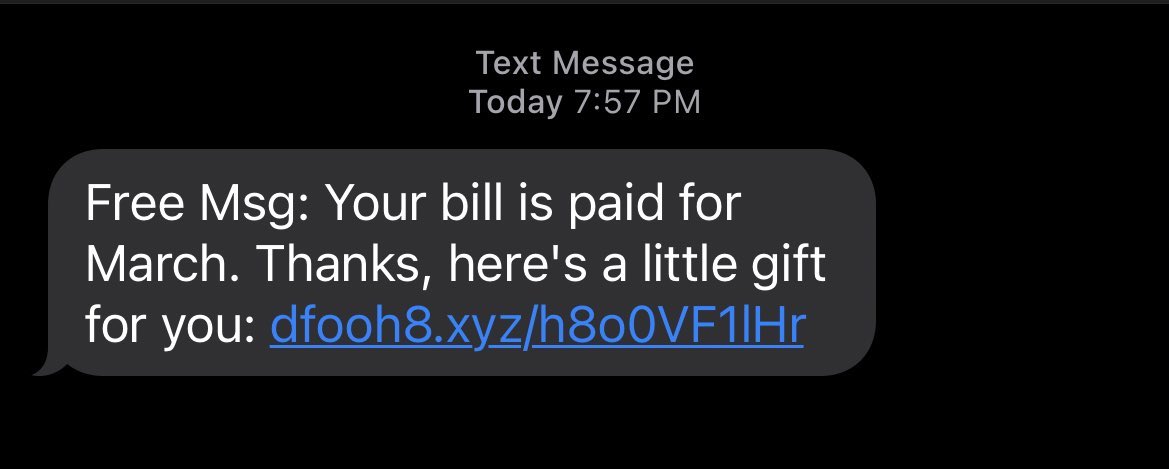 Text Message
Today 7:57 PM
Free Msg: Your bill is paid for
March. Thanks, here's a little gift
for you: dfooh8.xyz/h8o0VF1lHr